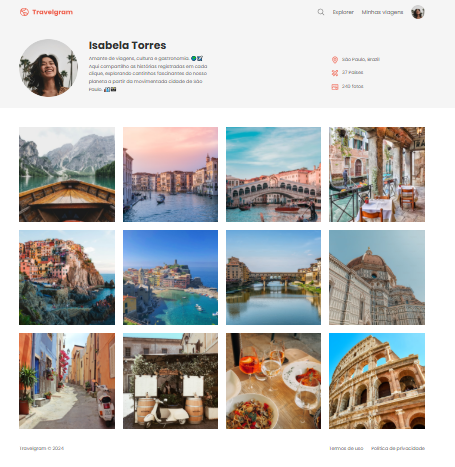 Travelgram
Explorar Minhas viagens
Isabela Torres
Amante de viagens, cultura e gastronomia. 🌍✈️
Aqui compartilho as histórias registradas em cada
clique, explorando cantinhos fascinantes do nosso
planeta a partir da movimentada cidade de São
Paulo. 📸🏙️
São Paulo, Brasil
27 Países
240 fotos
Travelgram © 2024
Termos de uso Política de privacidade